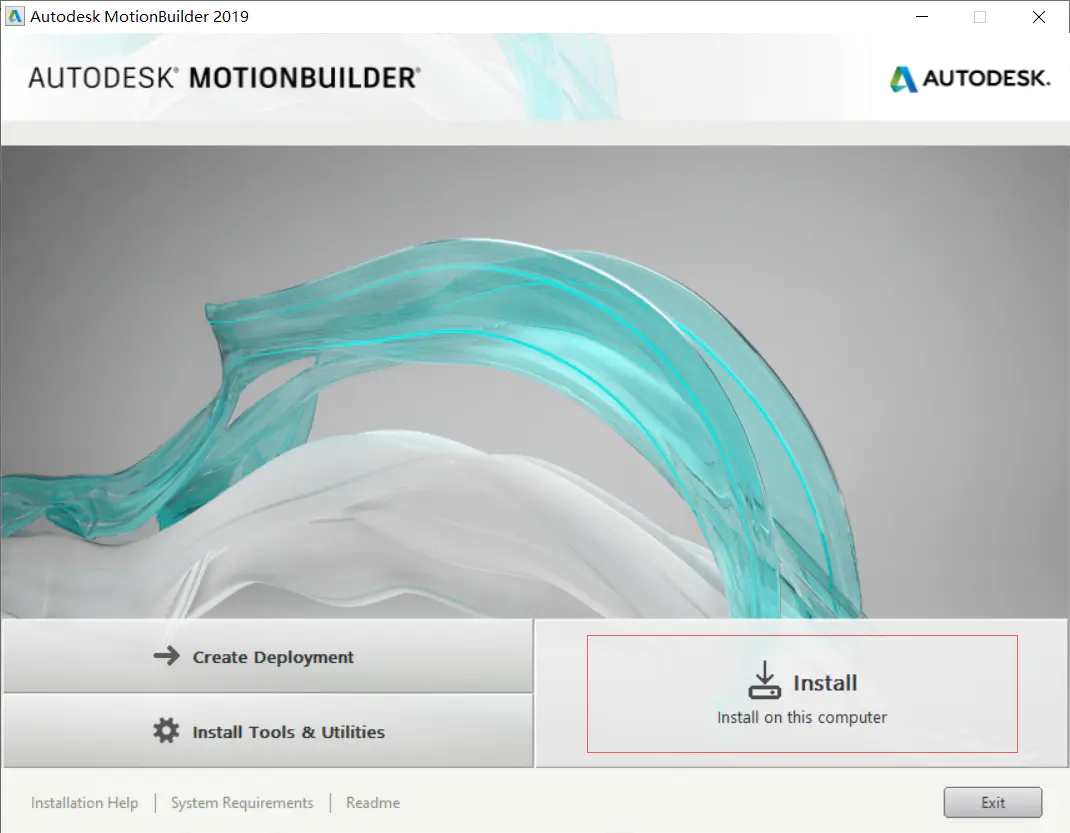 Autodesk MotionBuilder 2019
AUTODESK® MOTIONBUILDER®
AUTODESK.
Create Deployment
Install Tools & Utilities
Install
Install on this computer
Installation Help | System Requirements | Readme
Exit